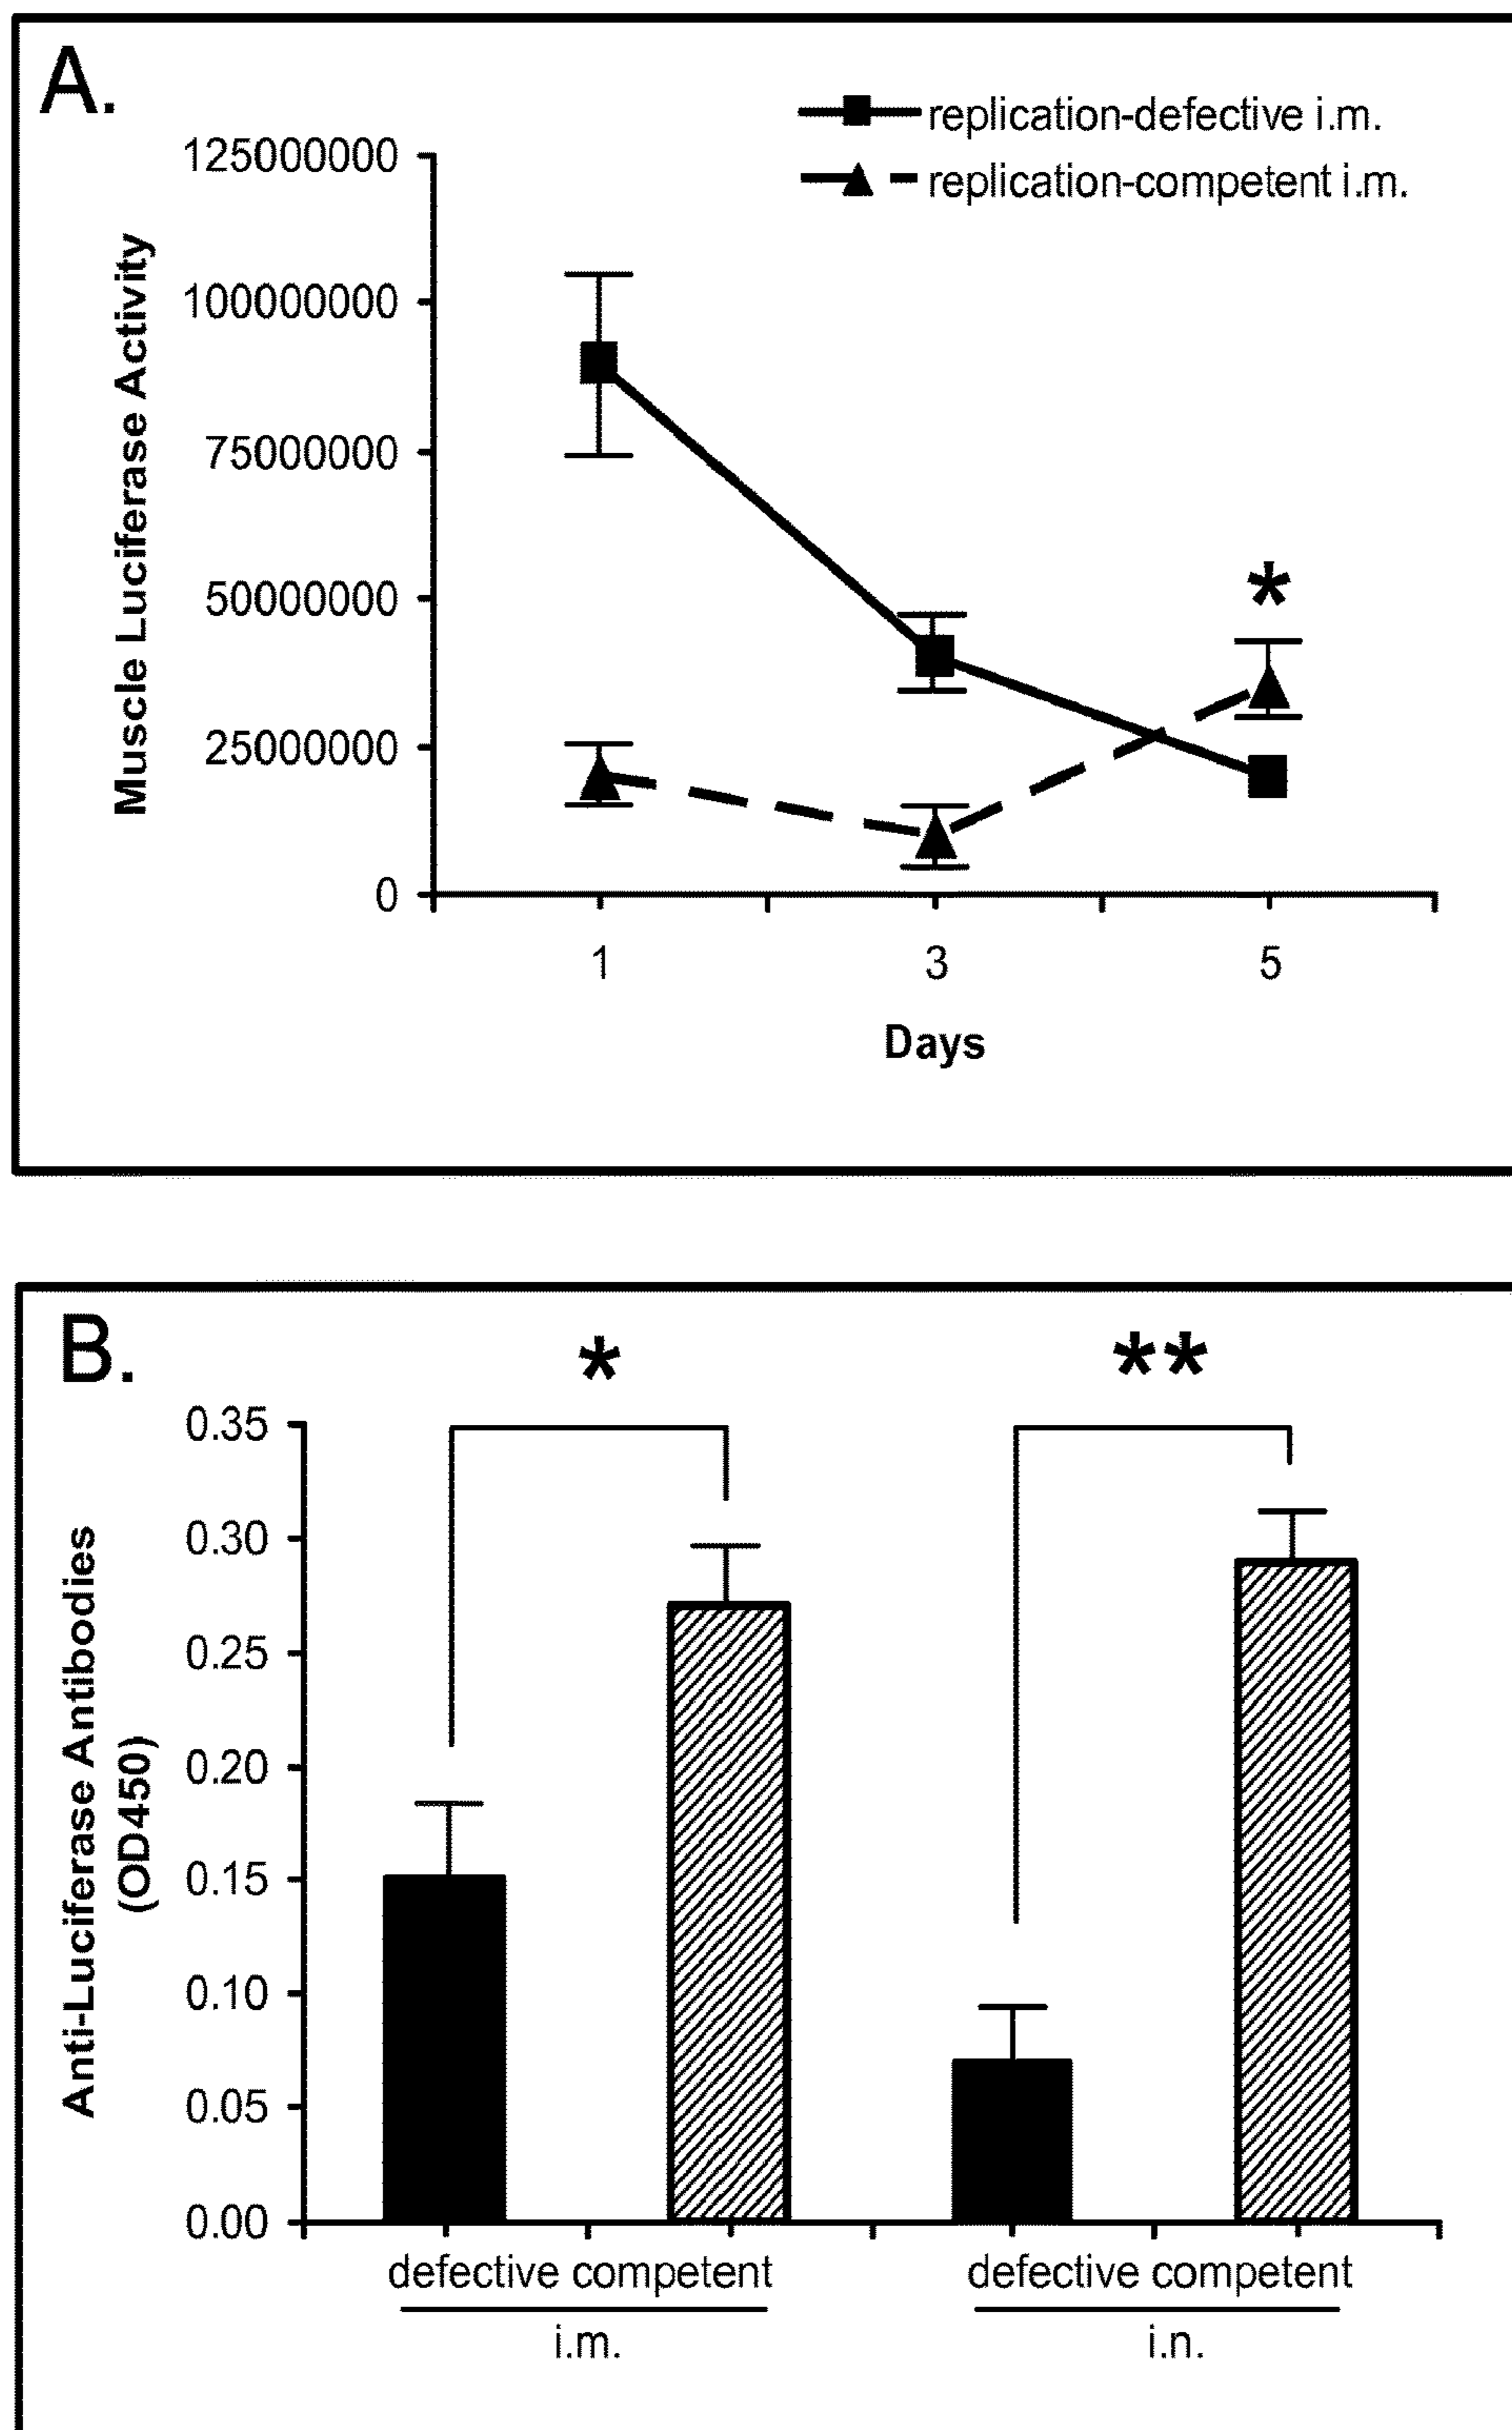 A.
replication-defective i.m.
replication-competent i.m.
125000000
100000000
75000000
50000000
25000000
0
Muscle Luciferase Activity
*
1 3 5
Days
B.
* **
0.35
0.30
0.25
0.20
0.15
0.10
0.05
0.00
Anti-Luciferase Antibodies
(OD450)
defective competent defective competent
i.m. i.n.